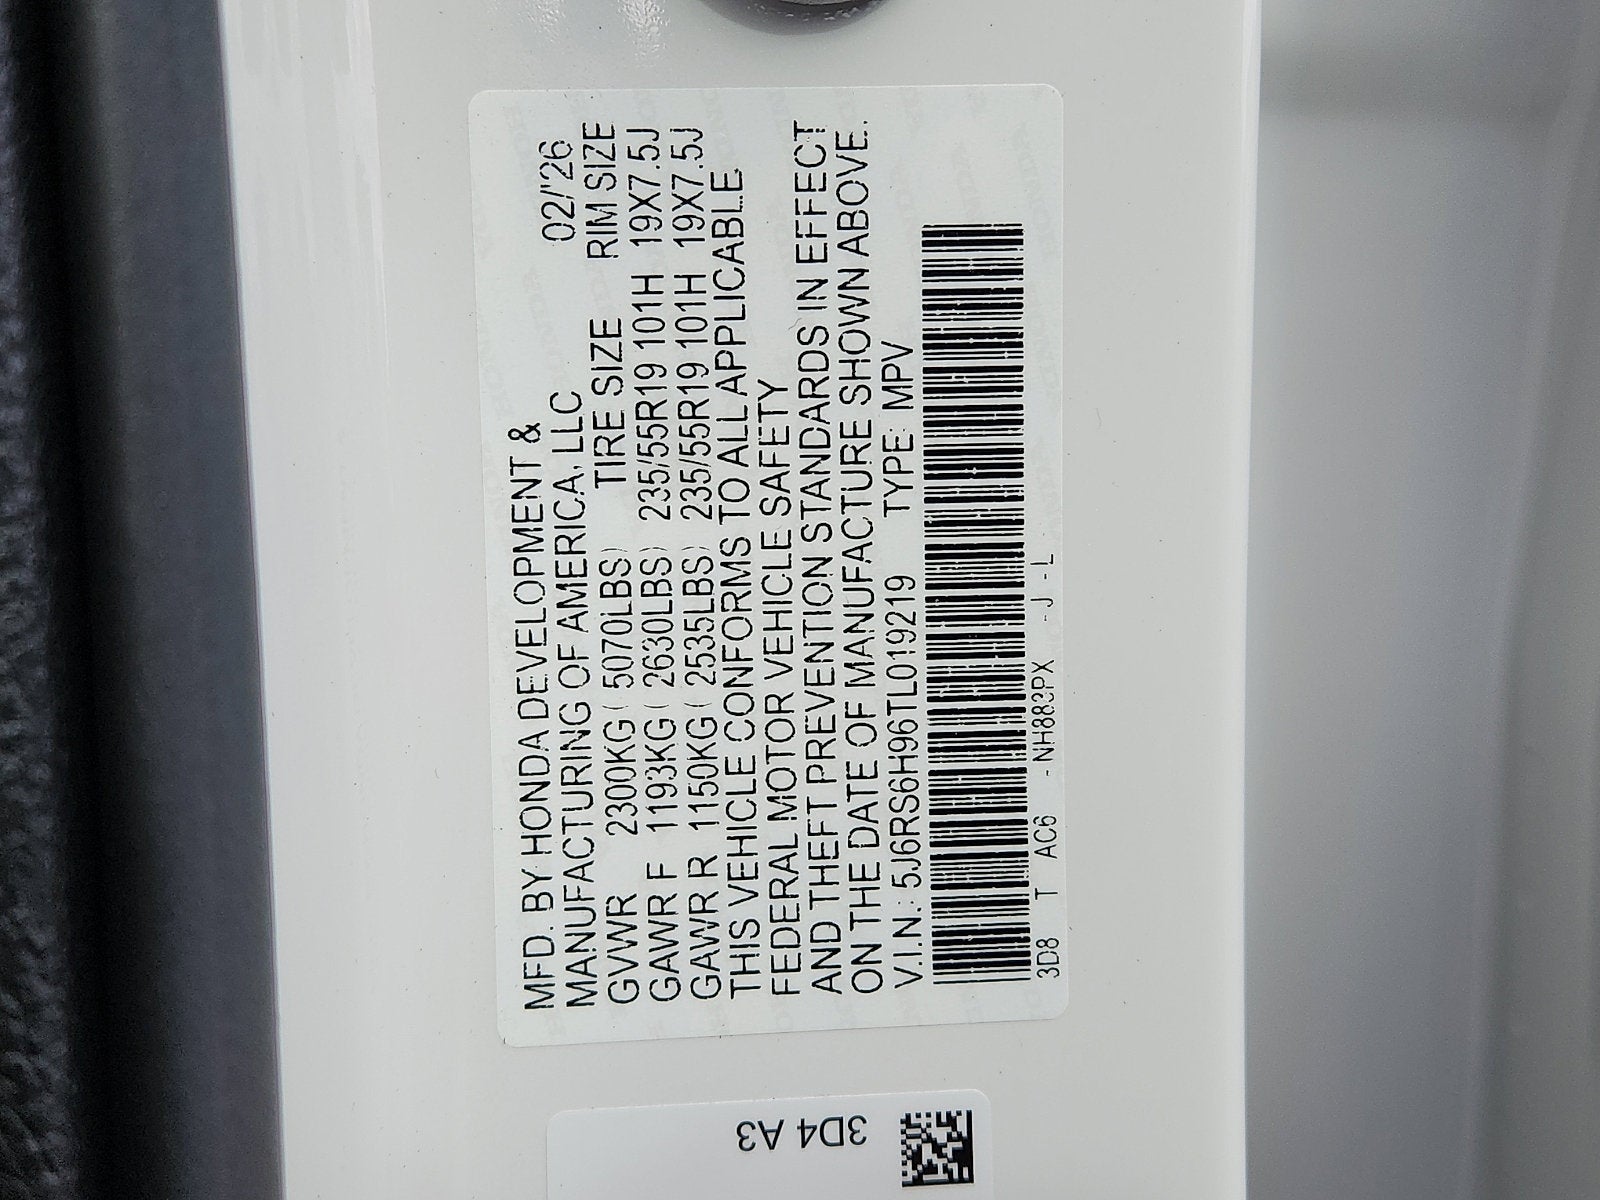 MFD. BY HONDA DEVELOPMENT &
MANUFACTURING OF AMERICA, LLC 02/'26
GVWR 2300KG (5070LBS) TIRE SIZE RIM SIZE
GAWR F 1193KG (2630LBS) 235/55R19 101H 19X7.5J
GAWR R 1150KG (2535LBS) 235/55R19 101H 19X7.5J
THIS VEHICLE CONFORMS TO ALL APPLICABLE
FEDERAL MOTOR VEHICLE SAFETY
AND THEFT PREVENTION STANDARDS IN EFFECT
ON THE DATE OF MANUFACTURE SHOWN ABOVE.
V.I.N.: 5J6RS6H96TL019219 TYPE: MPV
3D8 T AC6 -NH883PX -J -L
3D4 A3